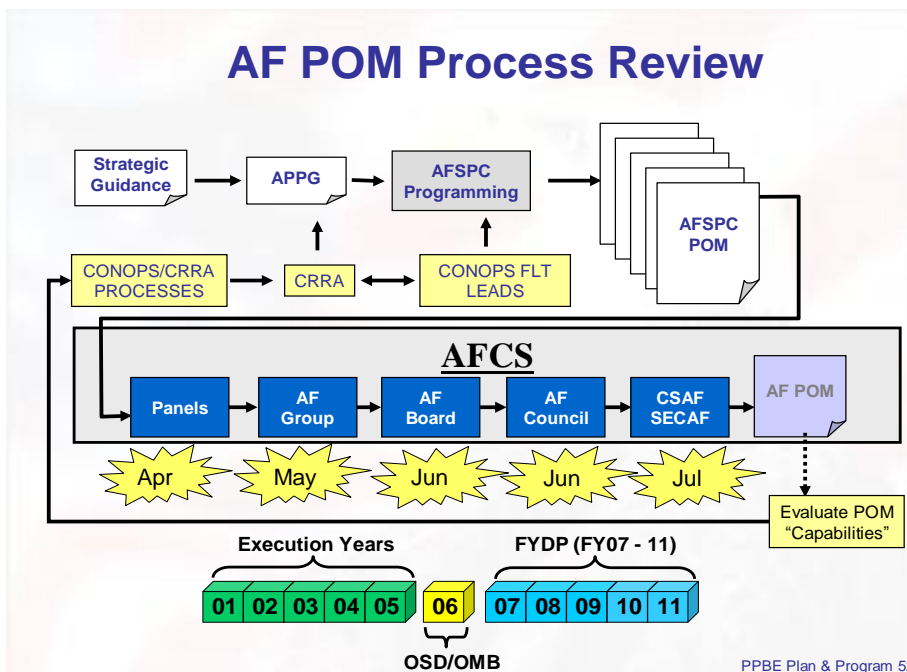 AF POM Process Review
Strategic
Guidance
APPG
AFSPC
Programming
AFSPC
POM
CONOPS/CRRA
PROCESSES
CRRA
CONOPS FLT
LEADS
AFCS
Panels
AF
Group
AF
Board
AF
Council
CSAF
SECAF
AF POM
Apr
May
Jun
Jun
Jul
Evaluate POM
“Capabilities”
Execution Years
FYDP (FY07 - 11)
01 02 03 04 05 06 07 08 09 10 11
OSD/OMB
PPBE Plan & Program 5